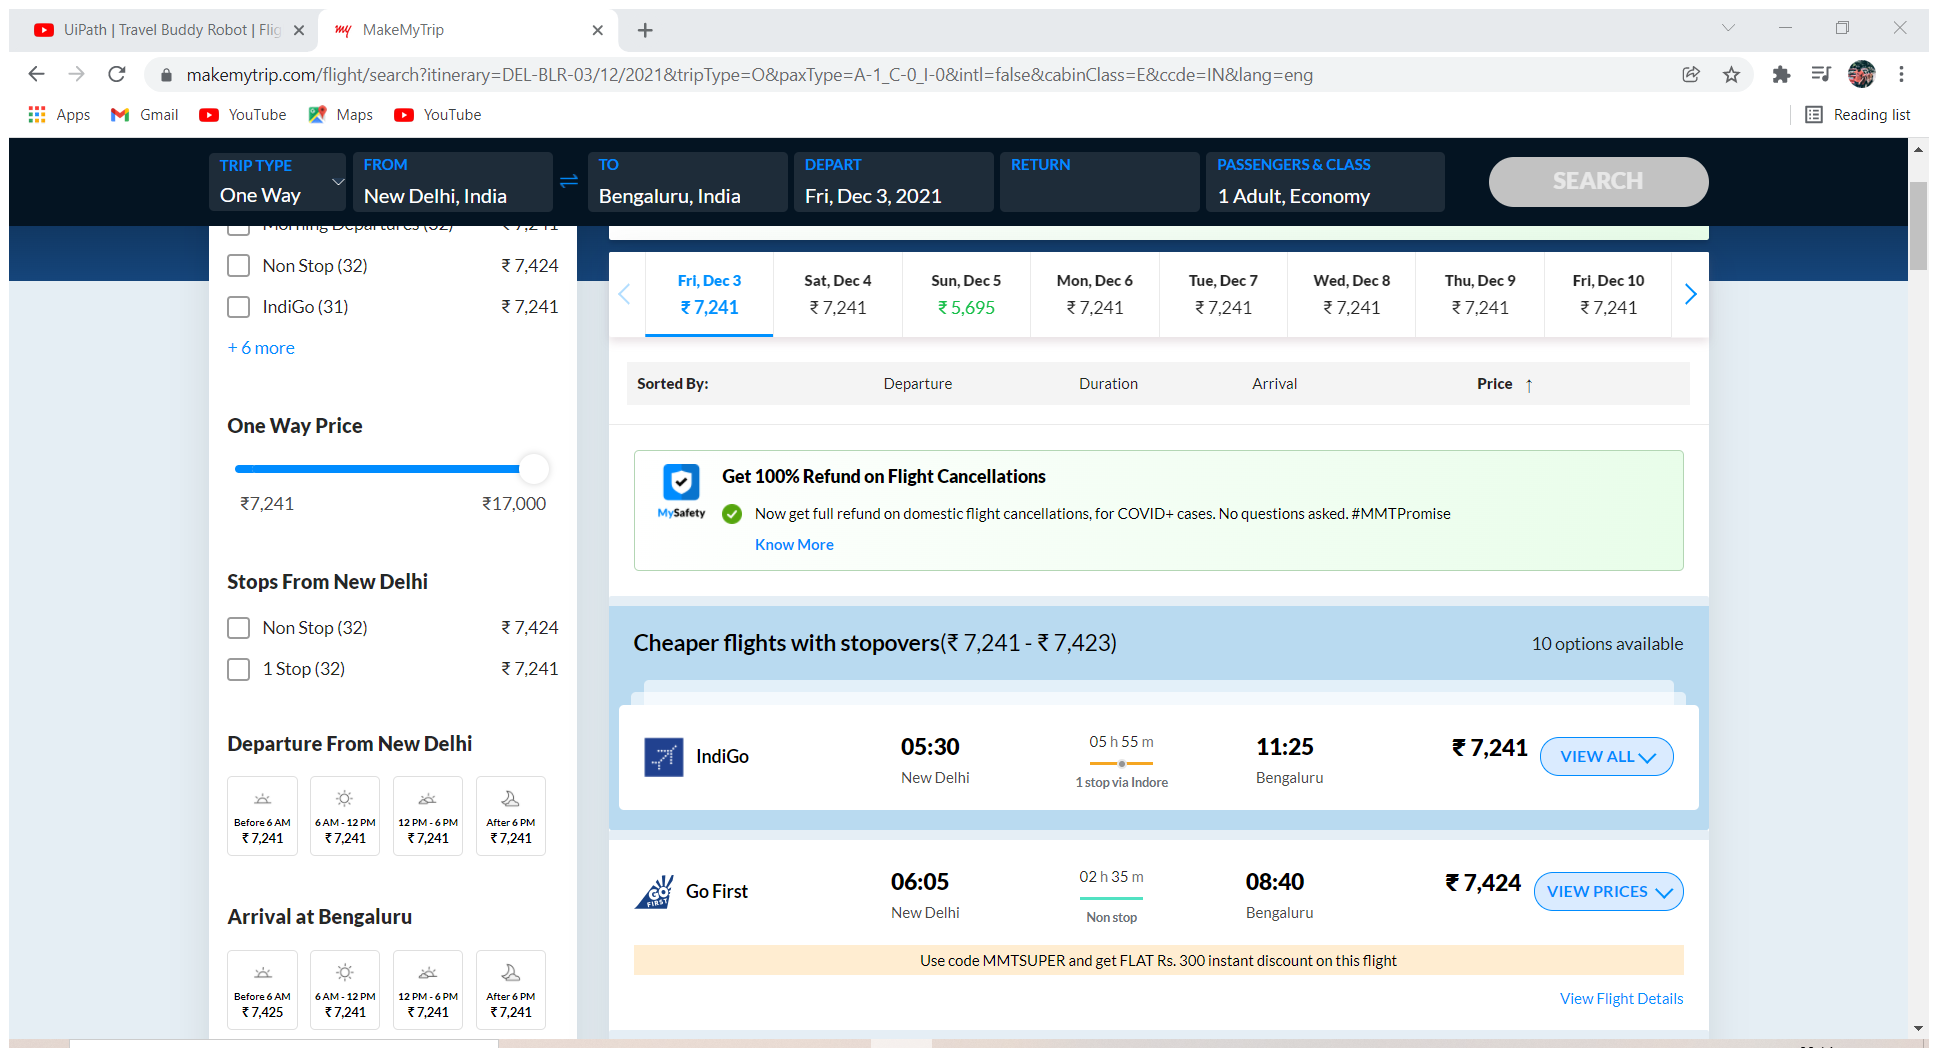 UiPath | Travel Buddy Robot | Flig
MakeMyTrip
makemytrip.com/flight/search?itinerary=DEL-BLR-03/12/2021&tripType=O&paxType=A-1_C-0_I-0&intl=false&cabinClass=E&ccde=IN&lang=eng
Apps Gmail YouTube Maps YouTube Reading list
TRIP TYPE
One Way
FROM
New Delhi, India
TO
Bengaluru, India
DEPART
Fri, Dec 3, 2021
RETURN
PASSENGERS & CLASS
1 Adult, Economy
SEARCH
Morning Departures (32) ₹ 7,241
Non Stop (32) ₹ 7,424
IndiGo (31) ₹ 7,241
+ 6 more
One Way Price
₹7,241 ₹17,000
Stops From New Delhi
Non Stop (32) ₹ 7,424
1 Stop (32) ₹ 7,241
Departure From New Delhi
Before 6 AM 6 AM - 12 PM 12 PM - 6 PM After 6 PM
₹ 7,241 ₹ 7,241 ₹ 7,241 ₹ 7,241
Arrival at Bengaluru
Before 6 AM 6 AM - 12 PM 12 PM - 6 PM After 6 PM
₹ 7,425 ₹ 7,241 ₹ 7,241 ₹ 7,241
Fri, Dec 3 Sat, Dec 4 Sun, Dec 5 Mon, Dec 6 Tue, Dec 7 Wed, Dec 8 Thu, Dec 9 Fri, Dec 10
₹ 7,241 ₹ 7,241 ₹ 5,695 ₹ 7,241 ₹ 7,241 ₹ 7,241 ₹ 7,241 ₹ 7,241
Sorted By: Departure Duration Arrival Price ↑
MySafety
Get 100% Refund on Flight Cancellations
Now get full refund on domestic flight cancellations, for COVID+ cases. No questions asked. #MMTPromise
Know More
Cheaper flights with stopovers(₹ 7,241 - ₹ 7,423) 10 options available
IndiGo
05:30
New Delhi
05 h 55 m
1 stop via Indore
11:25
Bengaluru
₹ 7,241
VIEW ALL
GO FIRST
Go First
06:05
New Delhi
02 h 35 m
Non stop
08:40
Bengaluru
₹ 7,424
VIEW PRICES
Use code MMTSUPER and get FLAT Rs. 300 instant discount on this flight
View Flight Details